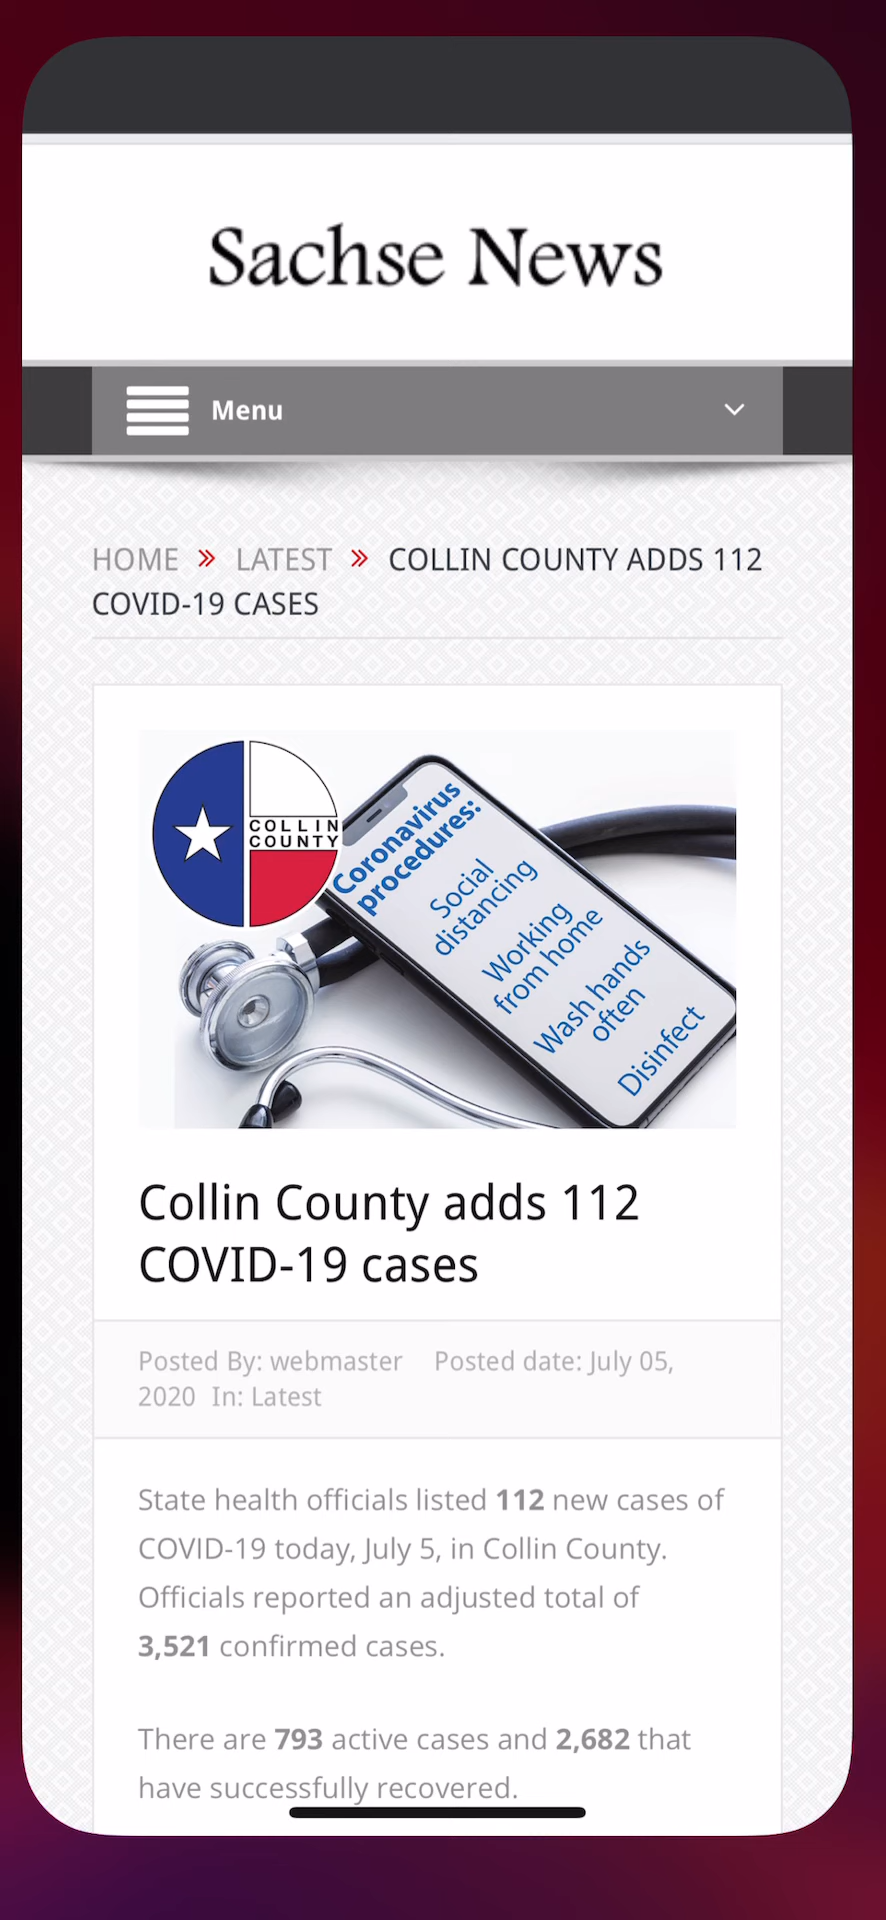 Sachse News
Menu
HOME » LATEST » COLLIN COUNTY ADDS 112
COVID-19 CASES
COLLIN
COUNTY
Coronavirus
procedures:
Social
distancing
Working
from home
Wash hands
often
Disinfect
Collin County adds 112
COVID-19 cases
Posted By: webmaster Posted date: July 05,
2020 In: Latest
State health officials listed 112 new cases of
COVID-19 today, July 5, in Collin County.
Officials reported an adjusted total of
3,521 confirmed cases.
There are 793 active cases and 2,682 that
have successfully recovered.